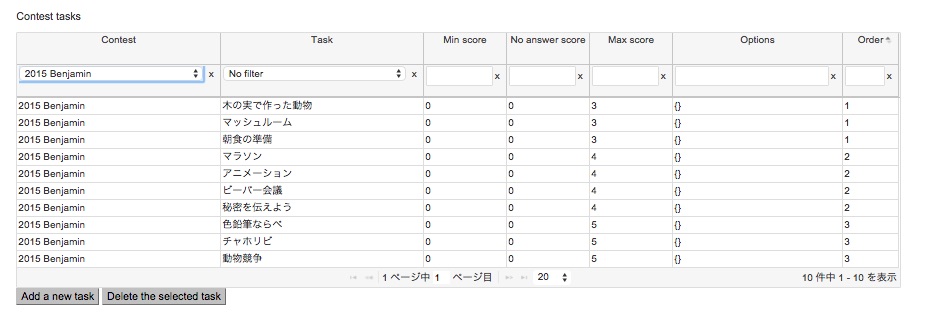 Contest tasks
Contest Task Min score No answer score Max score Options Order
2015 Benjamin x No filter x x x x x x
2015 Benjamin 木の実で作った動物 0 0 3 {} 1
2015 Benjamin マッシュルーム 0 0 3 {} 1
2015 Benjamin 朝食の準備 0 0 3 {} 1
2015 Benjamin マラソン 0 0 4 {} 2
2015 Benjamin アニメーション 0 0 4 {} 2
2015 Benjamin ビーバー会議 0 0 4 {} 2
2015 Benjamin 秘密を伝えよう 0 0 4 {} 2
2015 Benjamin 色鉛筆ならべ 0 0 5 {} 3
2015 Benjamin チャホリビ 0 0 5 {} 3
2015 Benjamin 動物競争 0 0 5 {} 3
1 ページ中 1 ページ目 20 10 件中 1 - 10 を表示
Add a new task Delete the selected task